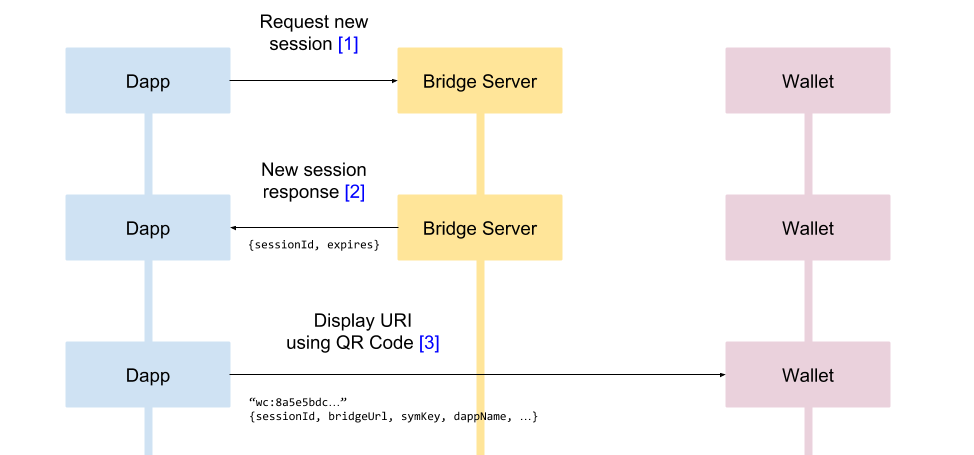 Request new
session [1]
Dapp
Bridge Server
Wallet
New session
response [2]
Dapp
Bridge Server
Wallet
{sessionId, expires}
Display URI
using QR Code [3]
Dapp
Wallet
“wc:8a5e5bdc…”
{sessionId, bridgeUrl, symKey, dappName, …}